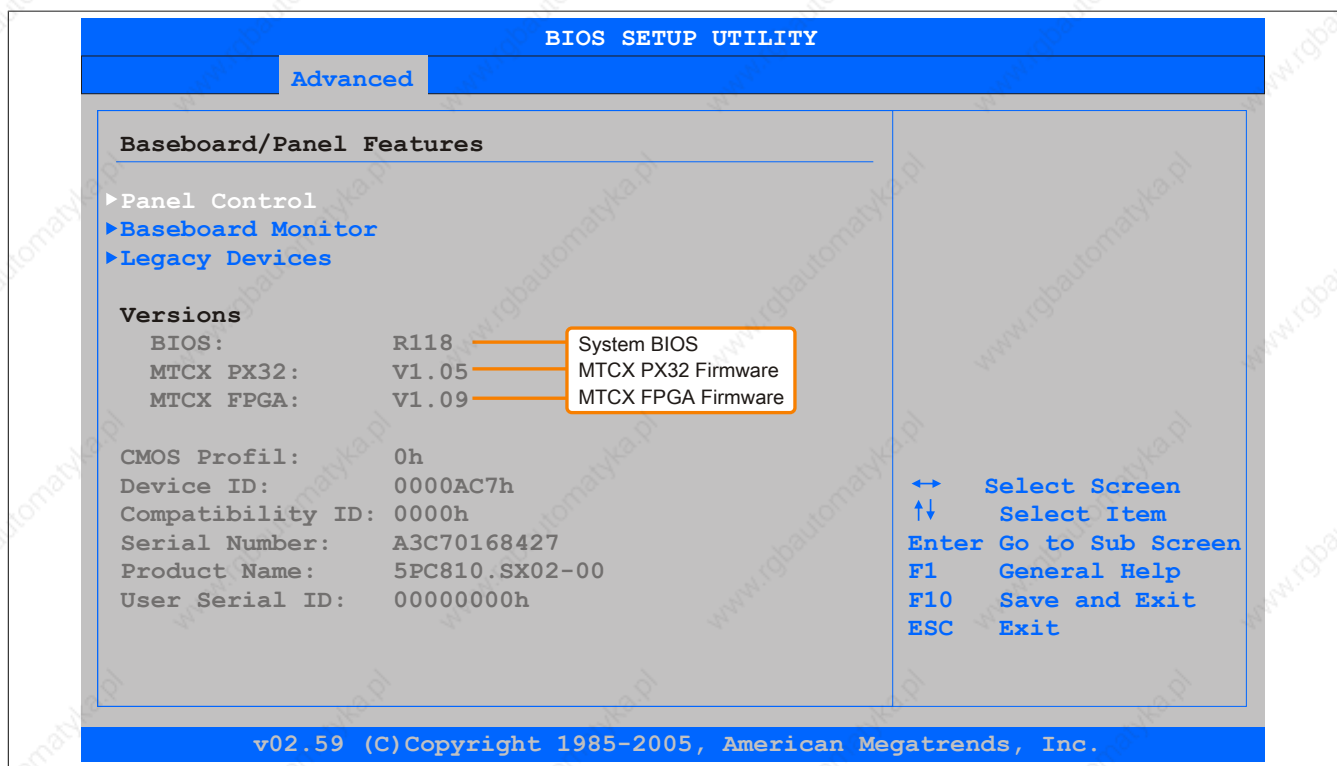 BIOS SETUP UTILITY
Advanced
Baseboard/Panel Features
▶Panel Control
▶Baseboard Monitor
▶Legacy Devices
Versions
BIOS: R118 System BIOS
MTCX PX32: V1.05 MTCX PX32 Firmware
MTCX FPGA: V1.09 MTCX FPGA Firmware
CMOS Profil: 0h
Device ID: 0000AC7h
Compatibility ID: 0000h
Serial Number: A3C70168427
Product Name: 5PC810.SX02-00
User Serial ID: 00000000h
↔ Select Screen
↑↓ Select Item
Enter Go to Sub Screen
F1 General Help
F10 Save and Exit
ESC Exit
v02.59 (C)Copyright 1985-2005, American Megatrends, Inc.
www.rgbautomatyka.pl